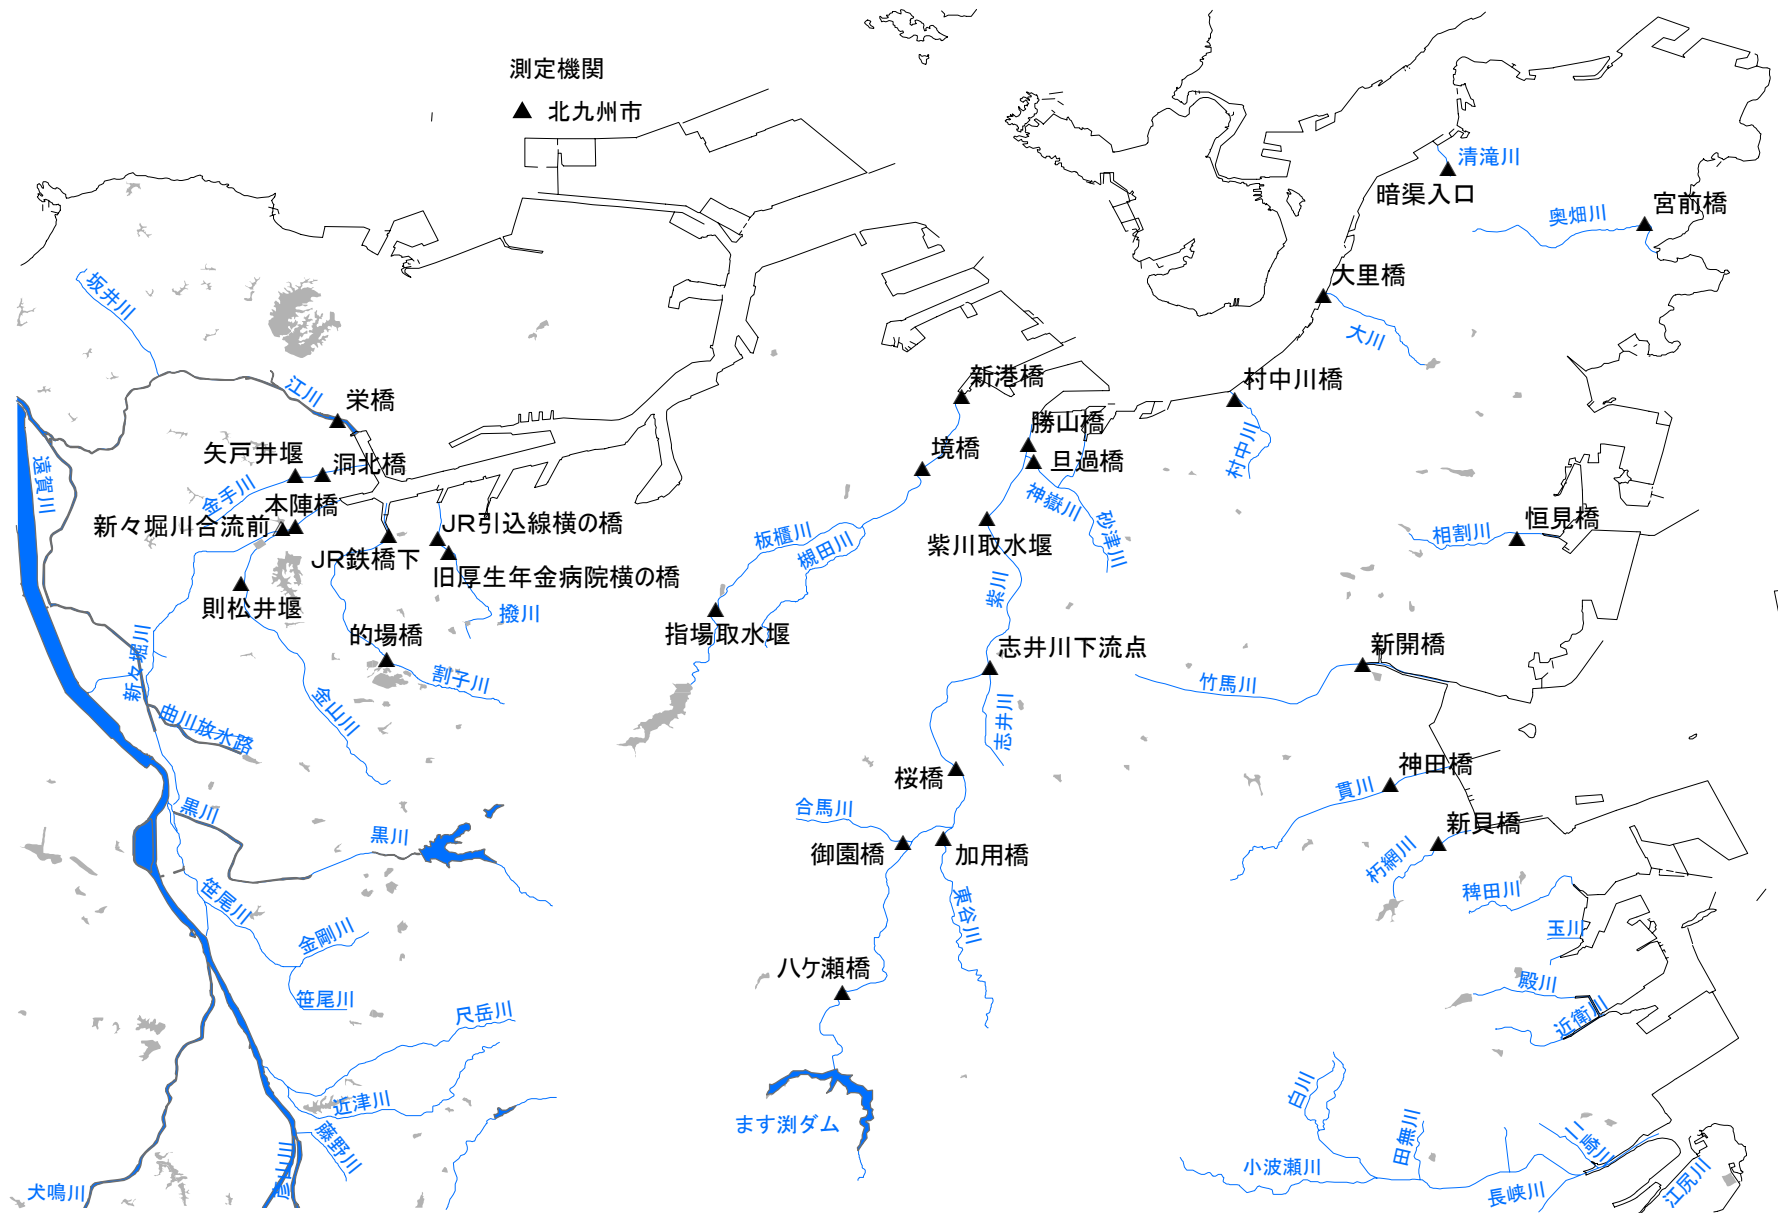 測定機関
▲ 北九州市
清滝川
暗渠入口
奥畑川
宮前橋
大里橋
大川
坂井川
江川
栄橋
新港橋
村中川橋
村中川
勝山橋
旦過橋
境橋
矢戸井堰
洞北橋
遠賀川
金手川
本陣橋
新々堀川合流前
JR引込線横の橋
JR鉄橋下
旧厚生年金病院横の橋
神嶽川
砂津川
板櫃川
槻田川
紫川取水堰
紫川
相割川
恒見橋
則松井堰
撥川
指場取水堰
的場橋
割子川
新々堀川
金山川
曲川放水路
志井川下流点
志井川
新開橋
竹馬川
桜橋
神田橋
貫川
合馬川
御園橋
加用橋
新貝橋
朽網川
黒川
黒川
笹尾川
金剛川
東谷川
稗田川
玉川
八ケ瀬橋
笹尾川
尺岳川
殿川
近衛川
近津川
藤野川
ます渕ダム
白川
田無川
小波瀬川
長峡川
二崎川
江尻川
犬鳴川
彦山川